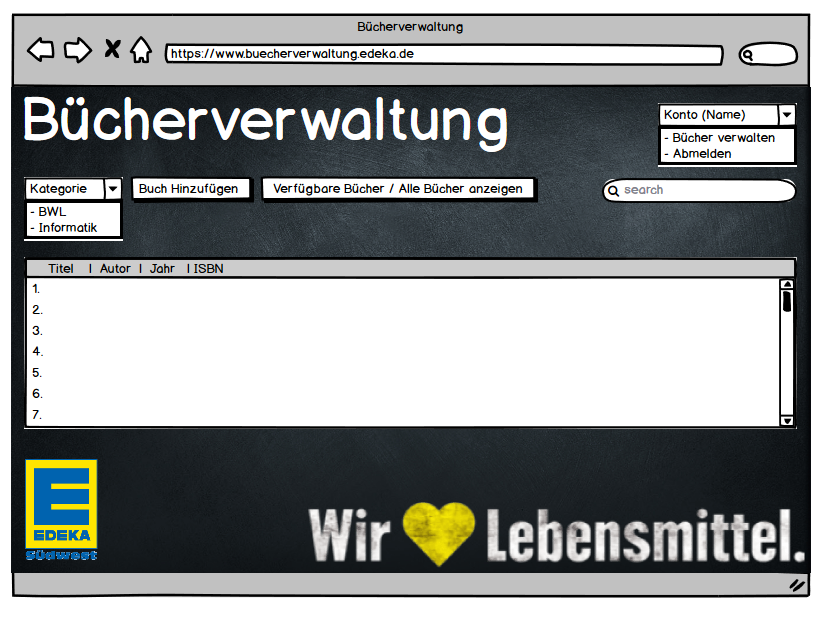 Bücherverwaltung
https://www.buecherverwaltung.edeka.de
Bücherverwaltung
Konto (Name)
- Bücher verwalten
- Abmelden
Kategorie
- BWL
- Informatik
Buch Hinzufügen
Verfügbare Bücher / Alle Bücher anzeigen
search
Titel | Autor | Jahr | ISBN
1.
2.
3.
4.
5.
6.
7.
E
EDEKA
südwest
Wir Lebensmittel.